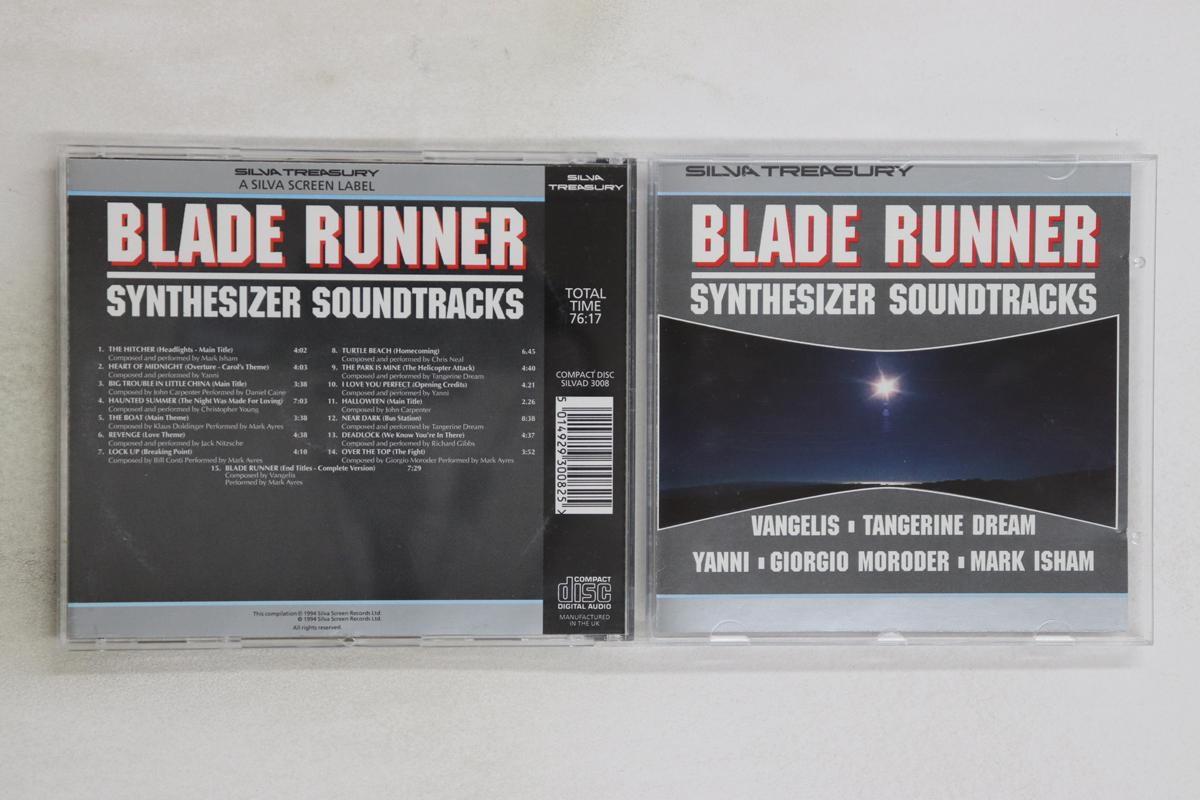 SILVA TREASURY
A SILVA SCREEN LABEL
BLADE RUNNER
SYNTHESIZER SOUNDTRACKS
1. THE HITCHER (Headlights - Main Title) 4:02
Composed and performed by Mark Isham
2. HEART OF MIDNIGHT (Overture - Carol's Theme) 4:03
Composed and performed by Yanni
3. BIG TROUBLE IN LITTLE CHINA (Main Title) 3:38
Composed by John Carpenter Performed by Daniel Caine
4. HAUNTED SUMMER (The Night Was Made For Loving) 7:03
Composed and performed by Christopher Young
5. THE BOAT (Main Theme) 3:38
Composed by Klaus Doldinger Performed by Mark Ayres
6. REVENGE (Love Theme) 4:38
Composed and performed by Jack Nitzsche
7. LOCK UP (Breaking Point) 4:10
Composed by Bill Conti Performed by Mark Ayres
8. TURTLE BEACH (Homecoming) 6.45
Composed and performed by Chris Neal
9. THE PARK IS MINE (The Helicopter Attack) 4:40
Composed and performed by Tangerine Dream
10. I LOVE YOU PERFECT (Opening Credits) 4.21
Composed and performed by Yanni
11. HALLOWEEN (Main Title) 2.26
Composed by John Carpenter
12. NEAR DARK (Bus Station) 8:38
Composed and performed by Tangerine Dream
13. DEADLOCK (We Know You're In There) 4:37
Composed and performed by Richard Gibbs
14. OVER THE TOP (The Fight) 3:52
Composed by Giorgio Moroder Performed by Mark Ayres
15. BLADE RUNNER (End Titles - Complete Version) 7:29
Composed by Vangelis
Performed by Mark Ayres
This compilation ℗ 1994 Silva Screen Records Ltd.
© 1994 Silva Screen Records Ltd.
All rights reserved.
SILVA
TREASURY
TOTAL
TIME
76:17
COMPACT DISC
SILVAD 3008
5 014929 300825
COMPACT
disc
DIGITAL AUDIO
MANUFACTURED
IN THE UK
SILVA TREASURY
BLADE RUNNER
SYNTHESIZER SOUNDTRACKS
VANGELIS ▪ TANGERINE DREAM
YANNI ▪ GIORGIO MORODER ▪ MARK ISHAM